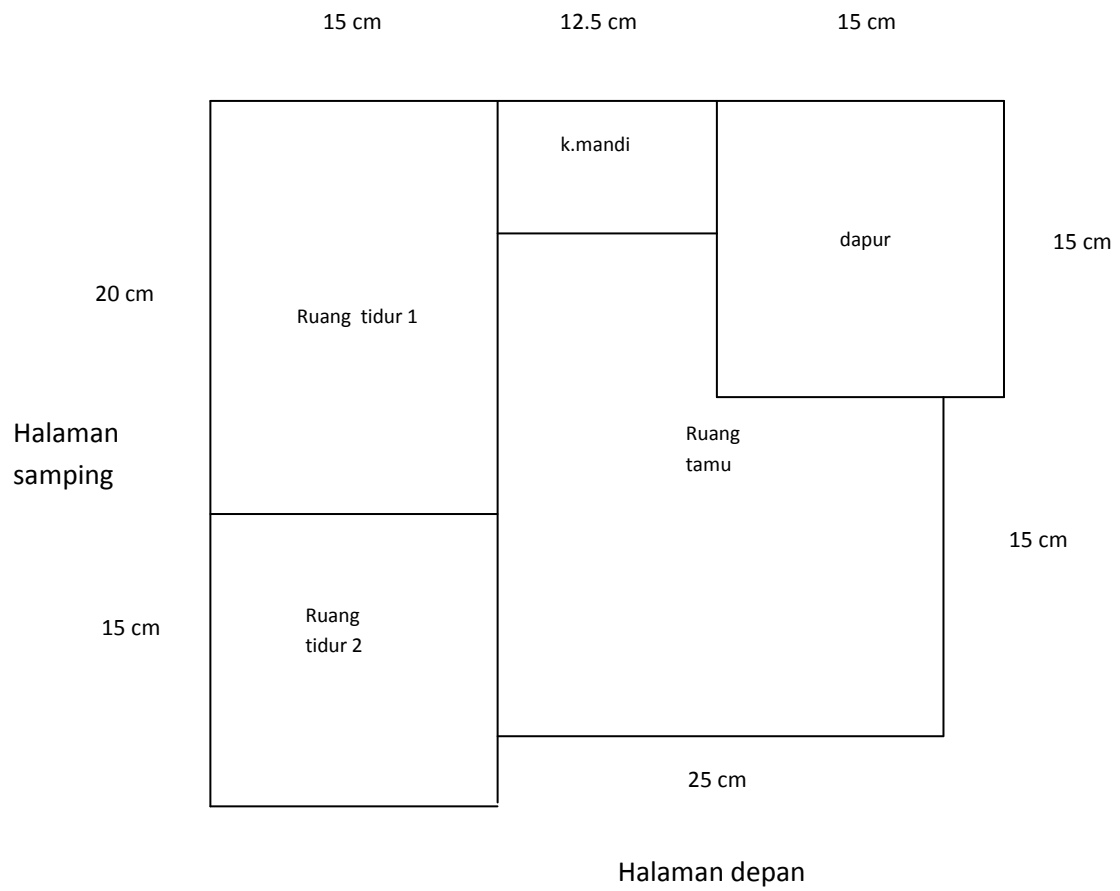 15 cm
12.5 cm
15 cm
k.mandi
dapur
15 cm
20 cm
Ruang tidur 1
Halaman
samping
Ruang
tamu
15 cm
Ruang
tidur 2
15 cm
25 cm
Halaman depan